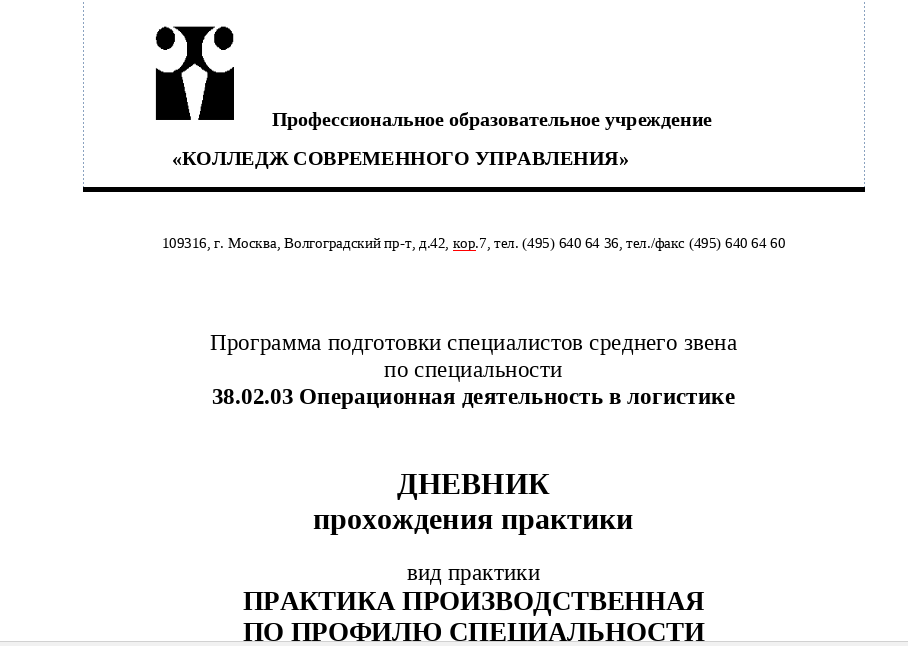 Профессиональное образовательное учреждение
«КОЛЛЕДЖ СОВРЕМЕННОГО УПРАВЛЕНИЯ»
109316, г. Москва, Волгоградский пр-т, д.42, кор.7, тел. (495) 640 64 36, тел./факс (495) 640 64 60
Программа подготовки специалистов среднего звена
по специальности
38.02.03 Операционная деятельность в логистике
ДНЕВНИК
прохождения практики
вид практики
ПРАКТИКА ПРОИЗВОДСТВЕННАЯ
ПО ПРОФИЛЮ СПЕЦИАЛЬНОСТИ